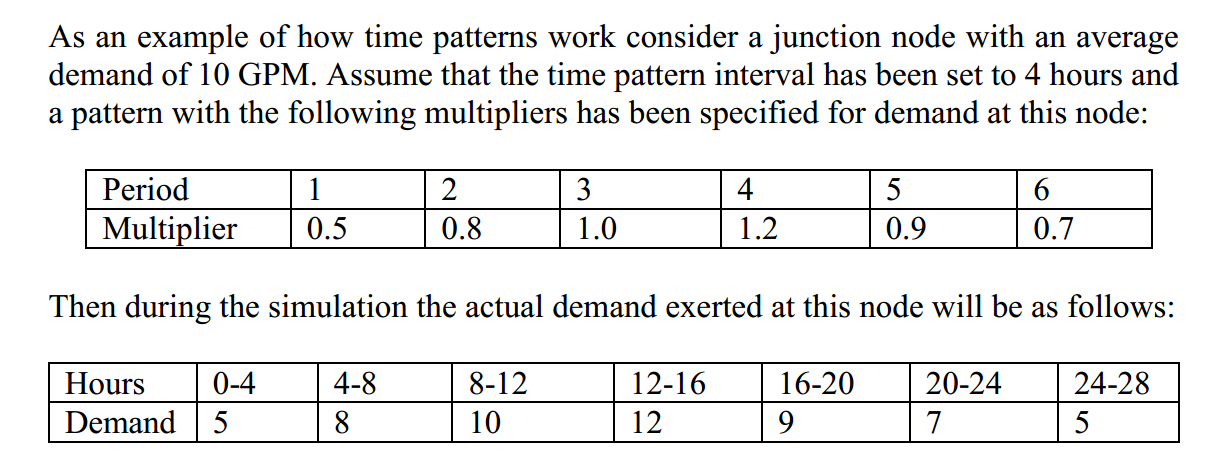 As an example of how time patterns work consider a junction node with an average
demand of 10 GPM. Assume that the time pattern interval has been set to 4 hours and
a pattern with the following multipliers has been specified for demand at this node:
Period 1 2 3 4 5 6
Multiplier 0.5 0.8 1.0 1.2 0.9 0.7
Then during the simulation the actual demand exerted at this node will be as follows:
Hours 0-4 4-8 8-12 12-16 16-20 20-24 24-28
Demand 5 8 10 12 9 7 5